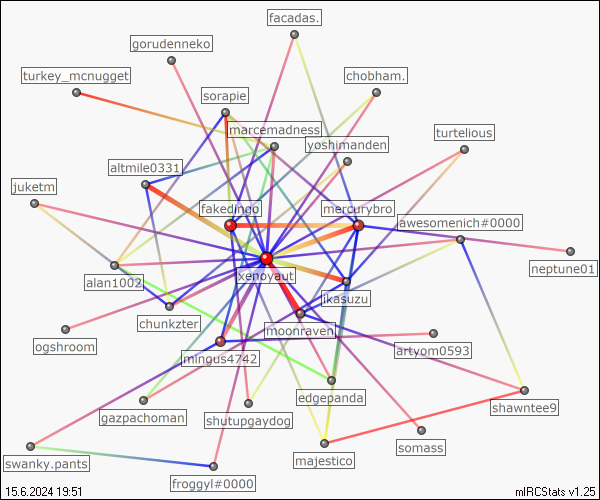 facadas.
gorudenneko
turkey_mcnugget
chobham.
sorapie
marcemadness
turtelious
yoshimanden
altmile0331
juketm
fakedingo
mercurybro
awesomenich#0000
xenoyaut
neptune01
alan1002
jkasuzu
chunkzter
moonraven
ogshroom
mingus4742
artyom0593
edgepanda
shawntee9
gazpachoman
shutupgaydog
somass
majestico
swanky.pants
froggyl#0000
15.6.2024 19:51
mIRCStats v1.25